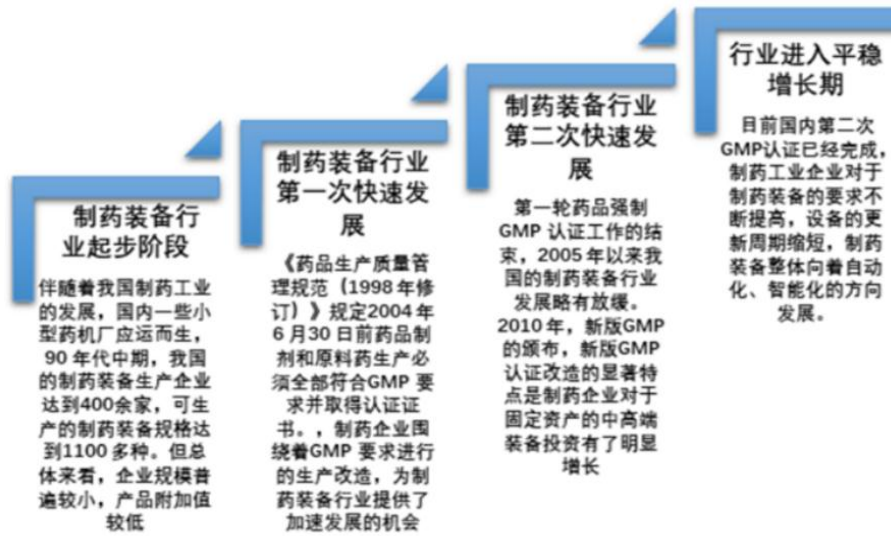 制药装备行
业起步阶段
伴随着我国制药工业
的发展，国内一些小
型药机厂应运而生，
90 年代中期，我国
的制药装备生产企业
达到400余家，可生
产的制药装备规格达
到1100 多种。但总
体来看，企业规模普
遍较小，产品附加值
较低
制药装备行业
第一次快速发
展
《药品生产质量管
理规范（1998 年修
订）》规定2004 年
6 月30 日前药品制
剂和原料药生产必
须全部符合GMP 要
求并取得认证证
书。，制药企业围
绕着GMP 要求进行
的生产改造，为制
药装备行业提供了
加速发展的机会
制药装备行业
第二次快速发
展
第一轮药品强制
GMP 认证工作的结
束，2005 年以来我
国的制药装备行业
发展略有放缓。
2010 年，新版GMP
的颁布，新版GMP
认证改造的显著特
点是制药企业对于
固定资产的中高端
装备投资有了明显
增长
行业进入平稳
增长期
目前国内第二次
GMP认证已经完成，
制药工业企业对于
制药装备的要求不
断提高，设备的更
新周期缩短，制药
装备整体向着自动
化、智能化的方向
发展。